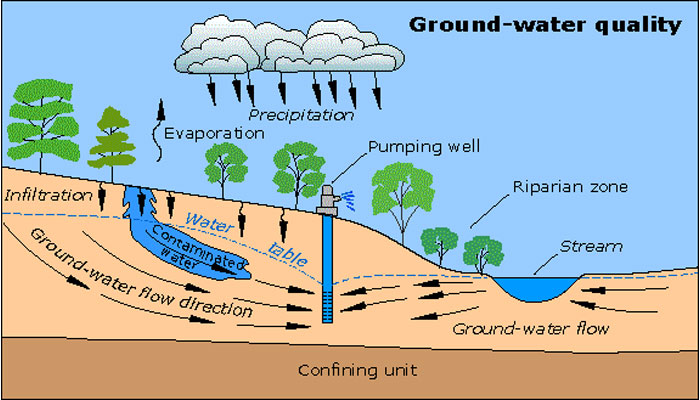 Ground-water quality
Precipitation
Evaporation
Pumping well
Infiltration
Riparian zone
Water
table
Stream
Contaminated
water
Ground-water flow direction
Ground-water flow
Confining unit